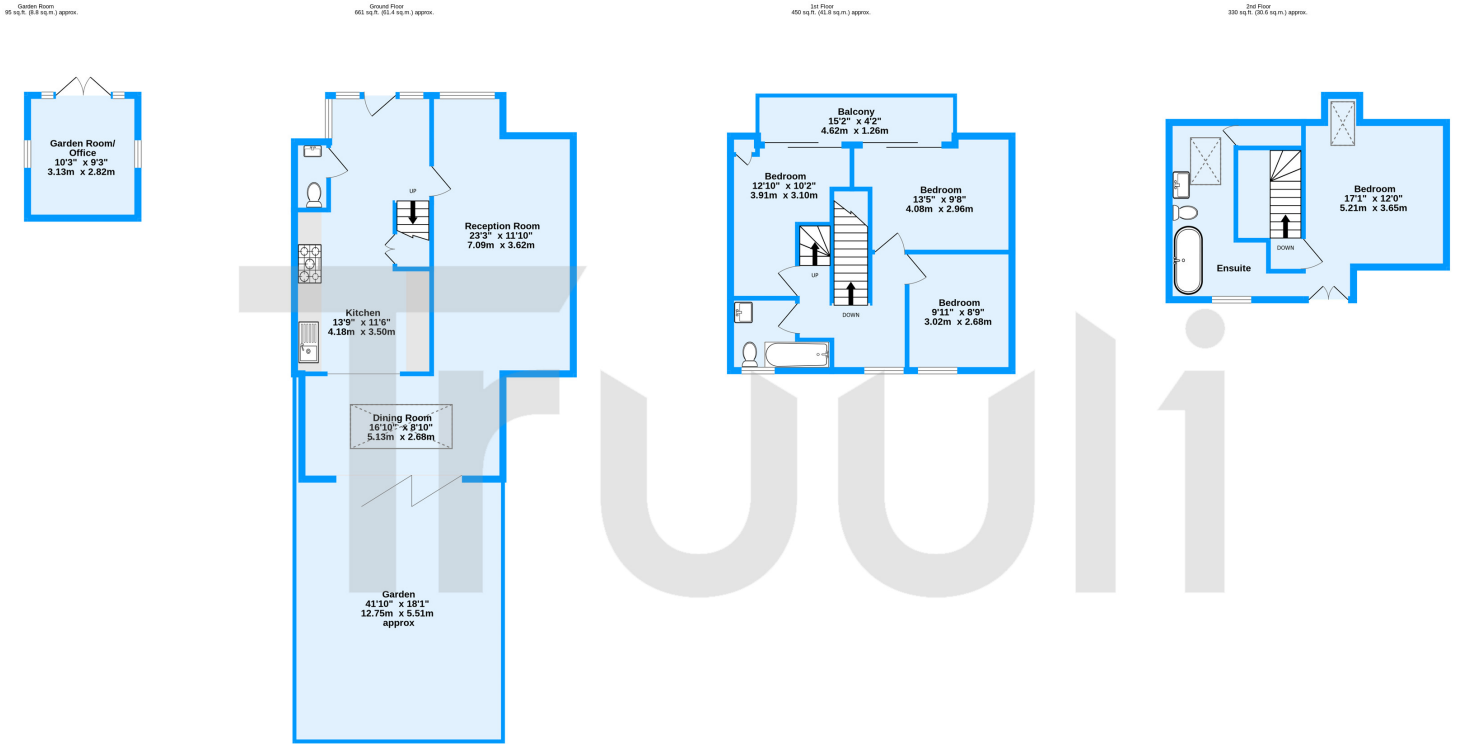 Garden Room
95 sq.ft. (8.8 sq.m.) approx.
Ground Floor
661 sq.ft. (61.4 sq.m.) approx.
1st Floor
450 sq.ft. (41.8 sq.m.) approx.
2nd Floor
330 sq.ft. (30.6 sq.m.) approx.
Garden Room/
Office
10'3" x 9'3"
3.13m x 2.82m
UP
Reception Room
23'3" x 11'10"
7.09m x 3.62m
Kitchen
13'9" x 11'6"
4.18m x 3.50m
Dining Room
16'10" x 8'10"
5.13m x 2.68m
Garden
41'10" x 18'1"
12.75m x 5.51m
approx
Balcony
15'2" x 4'2"
4.62m x 1.26m
Bedroom
12'10" x 10'2"
3.91m x 3.10m
Bedroom
13'5" x 9'8"
4.08m x 2.96m
UP
DOWN
Bedroom
9'11" x 8'9"
3.02m x 2.68m
Bedroom
17'1" x 12'0"
5.21m x 3.65m
DOWN
Ensuite
Truuli